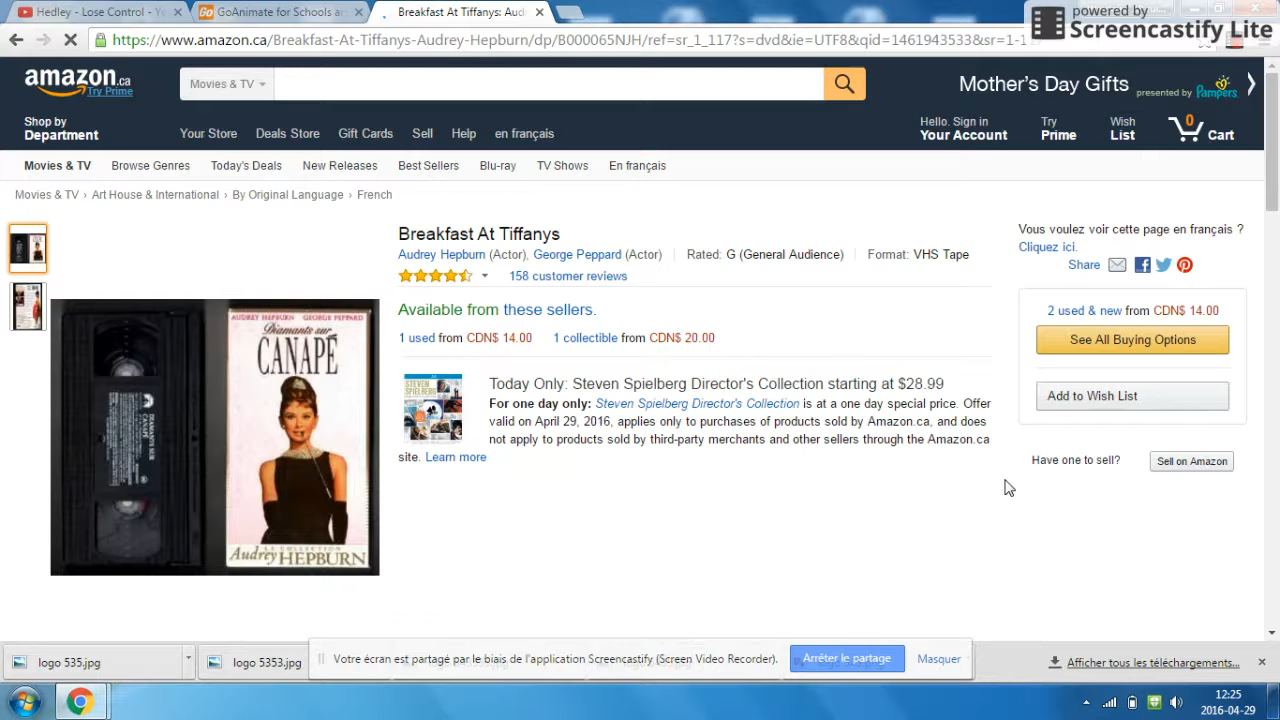 Hedley - Lose Control - Y
GoAnimate for Schools a
Breakfast At Tiffanys: Aud
powered by
Screencastify Lite
https://www.amazon.ca/Breakfast-At-Tiffanys-Audrey-Hepburn/dp/6000065NJH/ref=sr_1_117?s=dvd&ie=UTF8&qid=1461943533&sr=1-1
amazon.ca
Try Prime
Movies & TV
Mother's Day Gifts presented by Pampers
Shop by
Department
Your Store
Deals Store
Gift Cards
Sell
Help
en français
Hello. Sign in
Your Account
Try
Prime
Wish
List
0
Cart
Movies & TV
Browse Genres
Today's Deals
New Releases
Best Sellers
Blu-ray
TV Shows
En français
Movies & TV › Art House & International › By Original Language › French
Breakfast At Tiffanys
Audrey Hepburn (Actor), George Peppard (Actor) | Rated: G (General Audience) | Format: VHS Tape
158 customer reviews
Available from these sellers.
1 used from CDN$ 14.00 1 collectible from CDN$ 20.00
Today Only: Steven Spielberg Director's Collection starting at $28.99
For one day only: Steven Spielberg Director's Collection is at a one day special price. Offer
valid on April 29, 2016, applies only to purchases of products sold by Amazon.ca, and does
not apply to products sold by third-party merchants and other sellers through the Amazon.ca
site. Learn more
STEVEN
SPIELBERG
Vous voulez voir cette page en français ?
Cliquez ici.
Share
2 used & new from CDN$ 14.00
See All Buying Options
Add to Wish List
Have one to sell?
Sell on Amazon
AUDREY HEPBURN GEORGE PEPPARD
Diamants sur
CANAPÉ
LA COLLECTION
Audrey HEPBURN
logo 535.jpg
logo 5353.jpg
Votre écran est partagé par le biais de l'application Screencastify (Screen Video Recorder).
Arrêter le partage
Masquer
Afficher tous les téléchargements...
12:25
2016-04-29